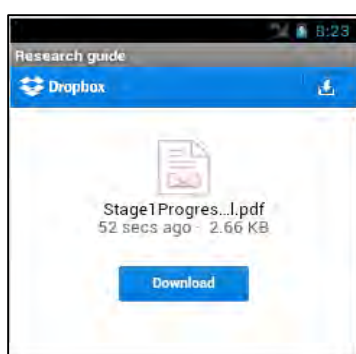 8:23
Research guide
Dropbox
Stage1Progres...l.pdf
52 secs ago · 2.66 KB
Download